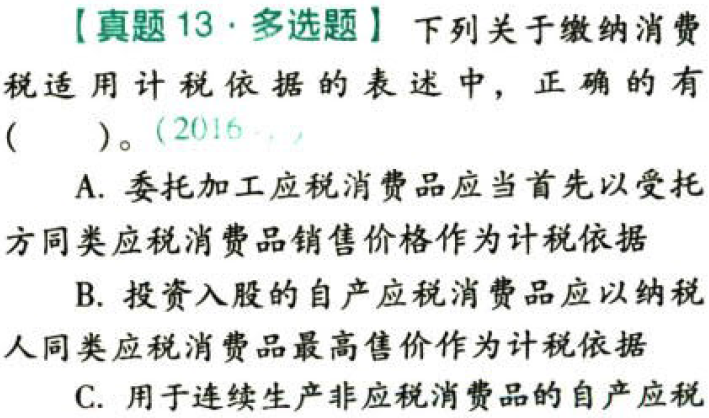 【真题13·多选题】 下列关于缴纳消费
税适用计税依据的表述中，正确的有
(　　)。(2016
A. 委托加工应税消费品应当首先以受托
方同类应税消费品销售价格作为计税依据
B. 投资入股的自产应税消费品应以纳税
人同类应税消费品最高售价作为计税依据
C. 用于连续生产非应税消费品的自产应税